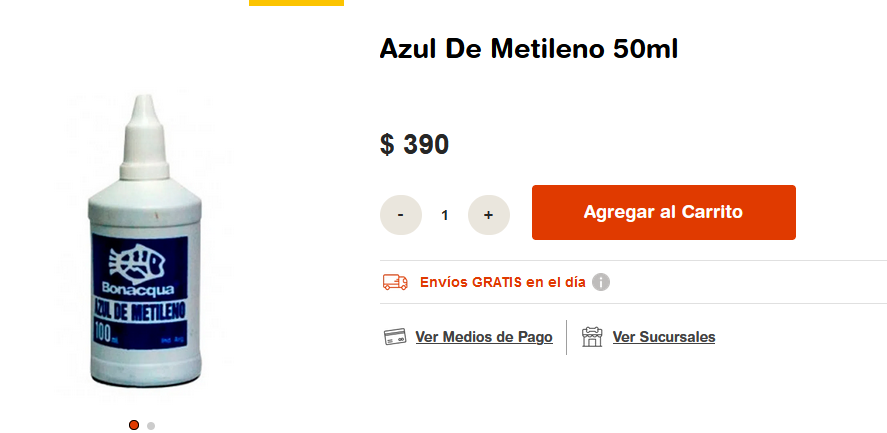 Azul De Metileno 50ml
$ 390
- 1 +
Agregar al Carrito
Envíos GRATIS en el día i
Ver Medios de Pago
Ver Sucursales
Bonacqua
AZUL DE METILENO
100 ml
Ind. Arg.